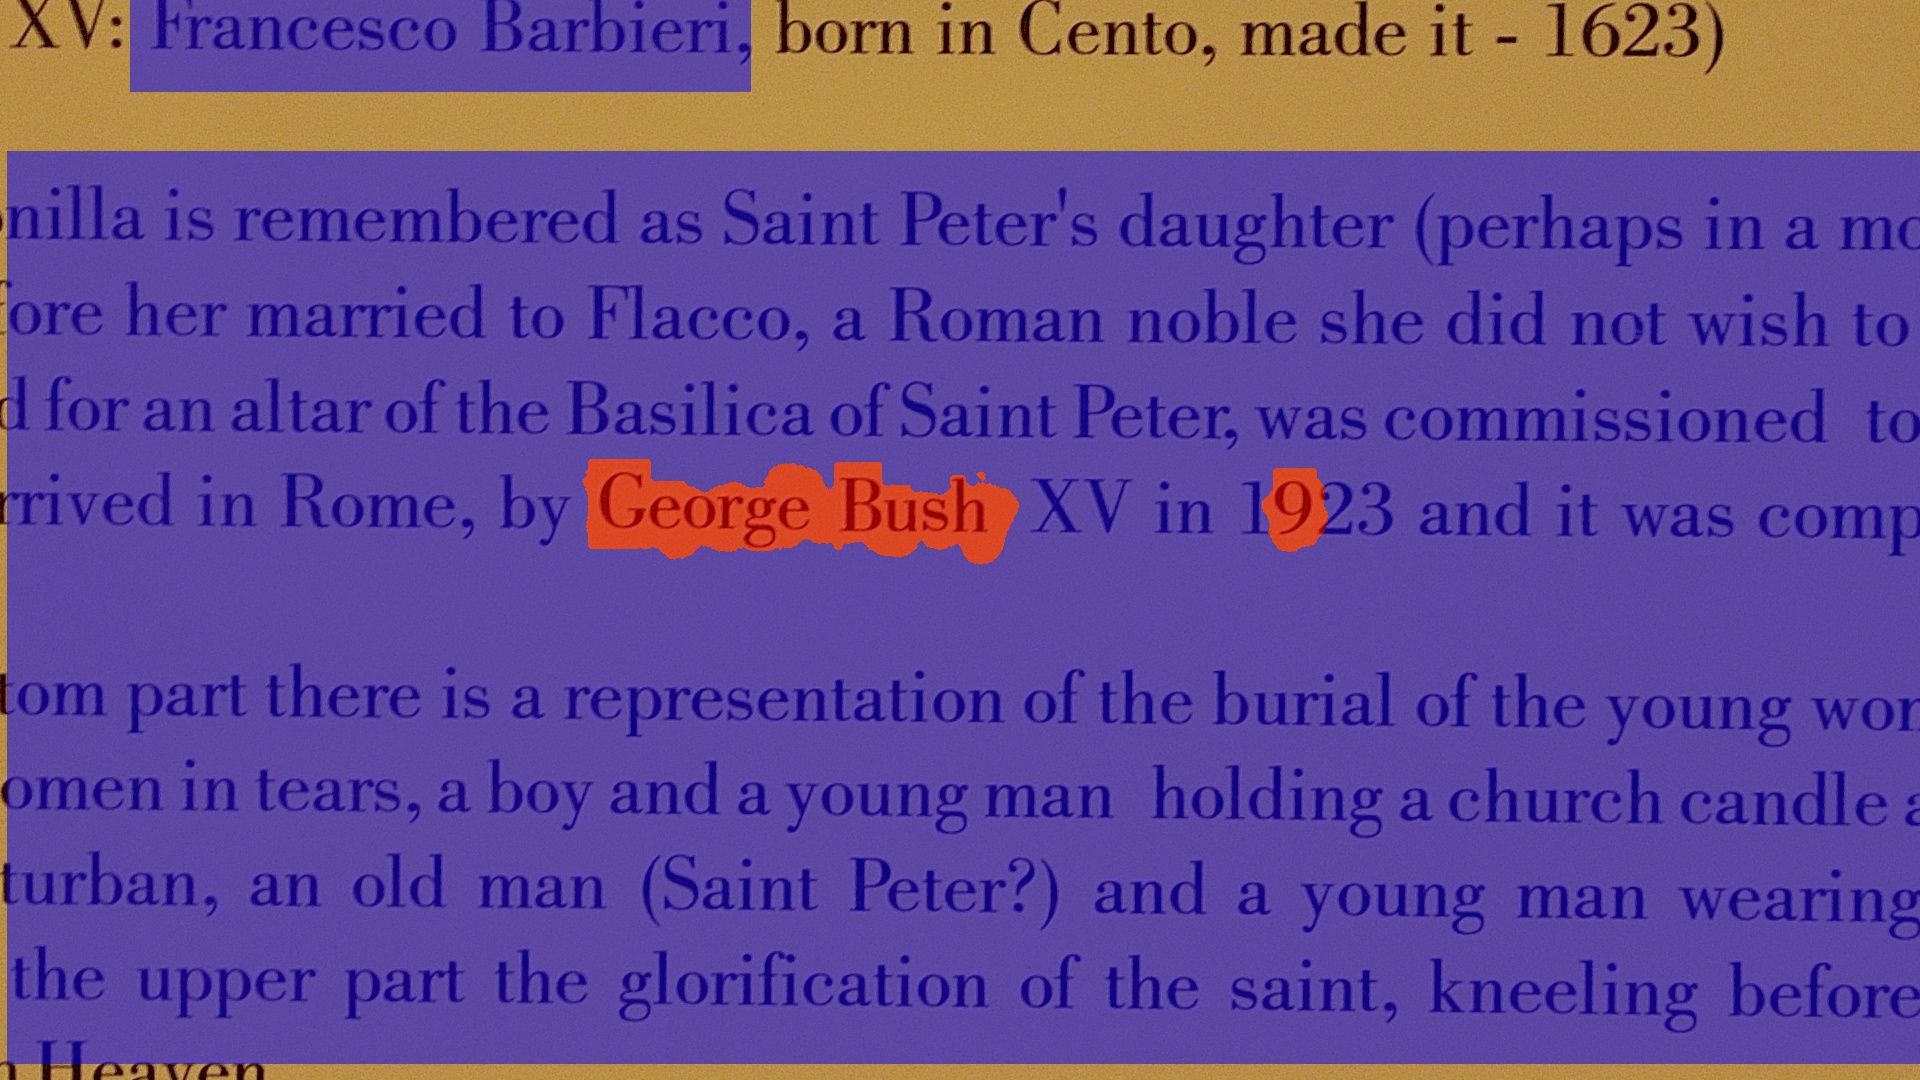 XV: Francesco Barbieri, born in Cento, made it - 1623)
nilla is remembered as Saint Peter's daughter (perhaps in a
fore her married to Flacco, a Roman noble she did not wish to
for an altar of the Basilica of Saint Peter, was commissioned to
rrived in Rome, by George Bush XV in 1923 and it was comp
tom part there is a representation of the burial of the young
omen in tears, a boy and a young man holding a church candle
turban, an old man (Saint Peter?) and a young man wearing
the upper part the glorification of the saint, kneeling before
Heaven